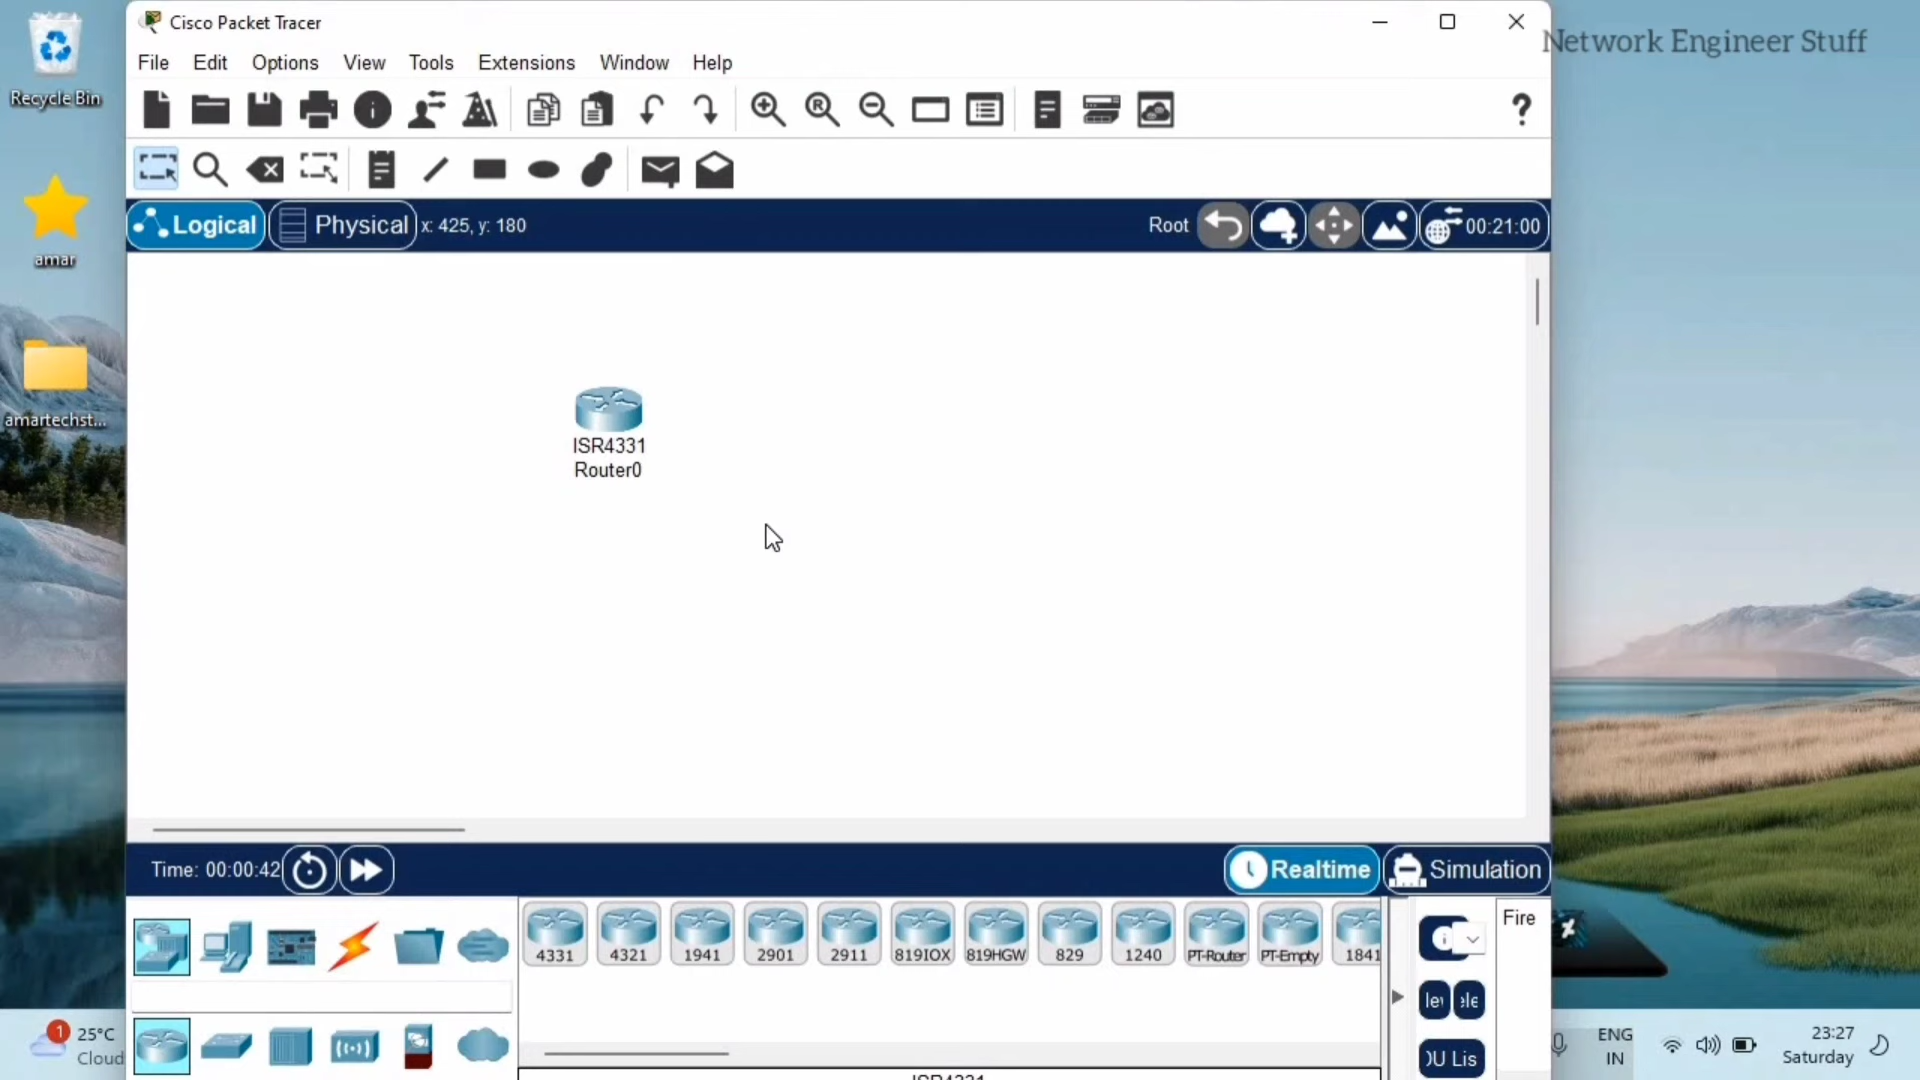 Cisco Packet Tracer
Network Engineer Stuff
File Edit Options View Tools Extensions Window Help
Recycle Bin
?
Logical
Physical
x: 425, y: 180
Root
00:21:00
amar
amartechst...
ISR4331
Router0
Time: 00:00:42
Realtime
Simulation
4331
4321
1941
2901
2911
819IOX
819HGW
829
1240
PT-Router
PT-Empty
1841
Fire
1
25°C
Cloud
ENG
IN
23:27
Saturday